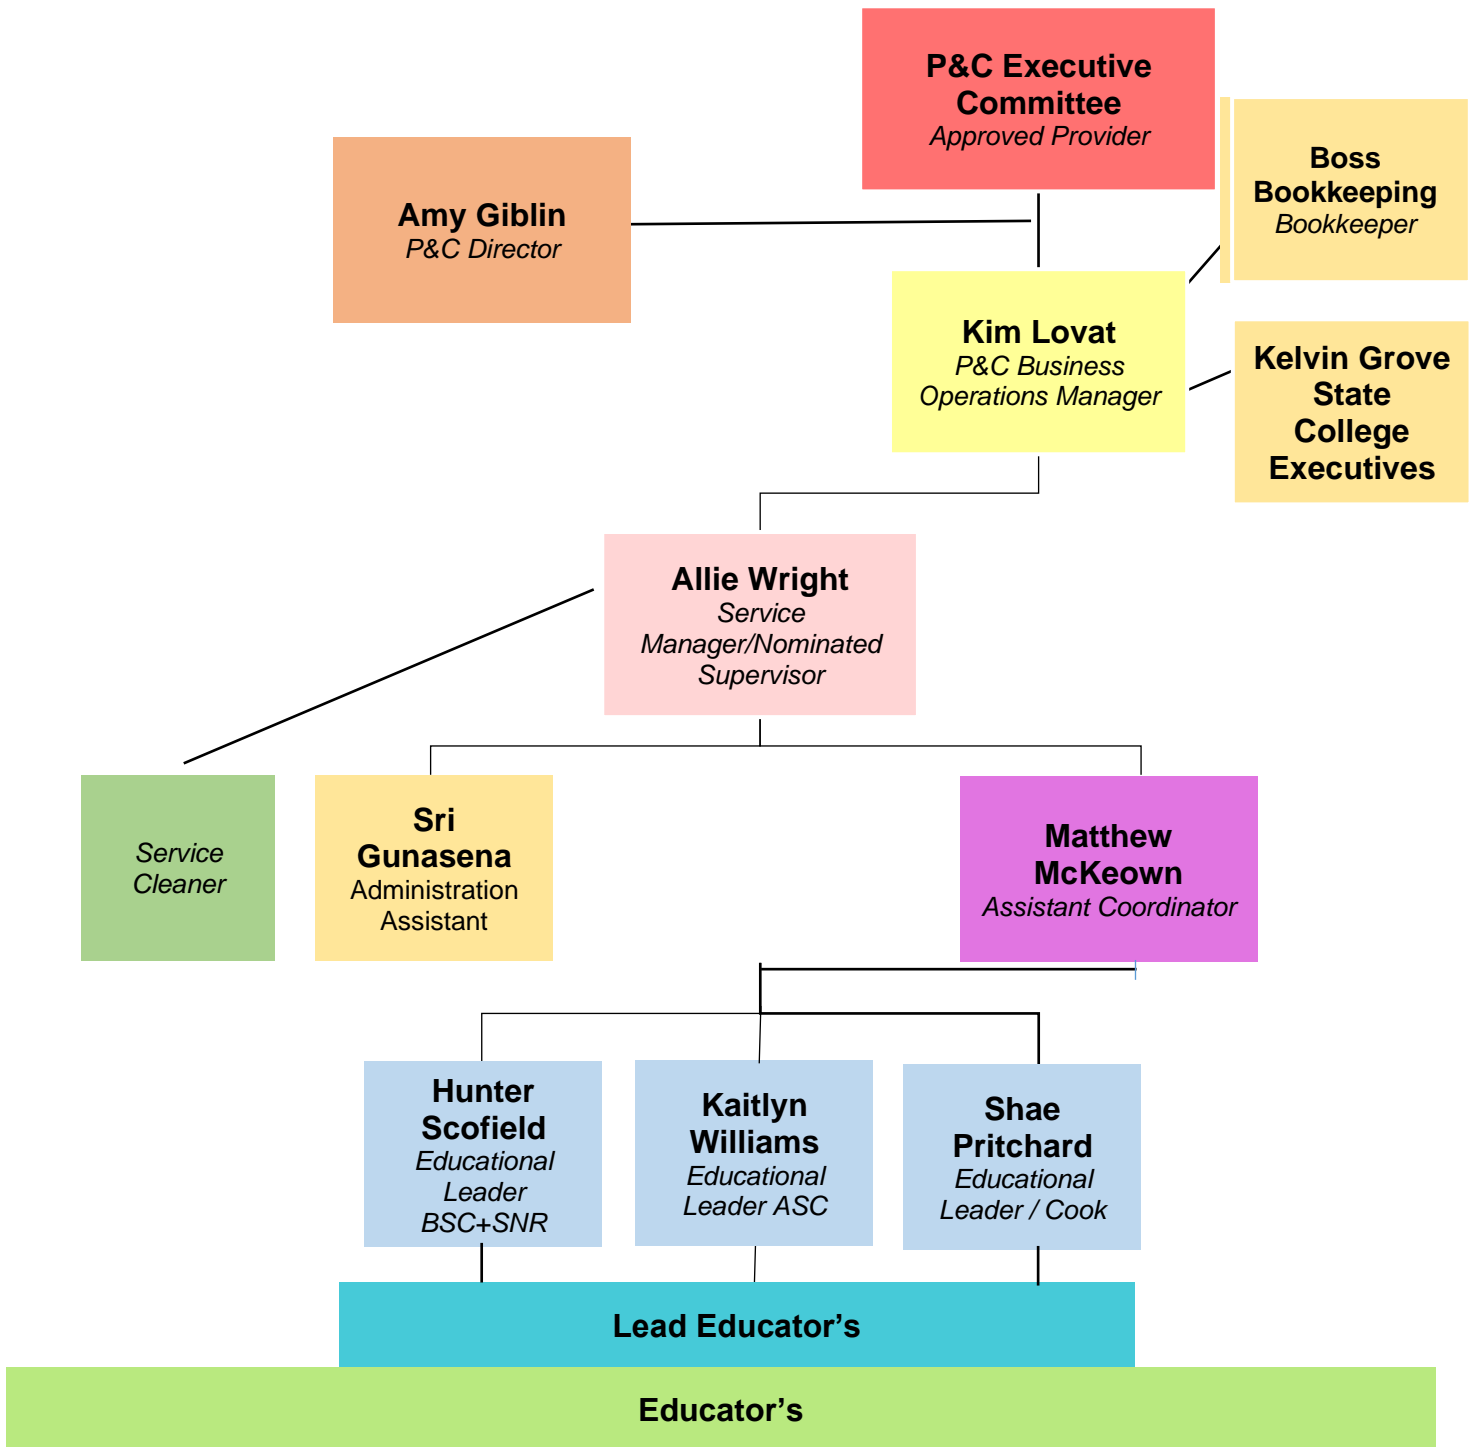 P&C Executive
Committee
Approved Provider
Boss
Bookkeeping
Bookkeeper
Amy Giblin
P&C Director
Kim Lovat
P&C Business
Operations Manager
Kelvin Grove
State
College
Executives
Allie Wright
Service
Manager/Nominated
Supervisor
Service
Cleaner
Sri
Gunasena
Administration
Assistant
Matthew
McKeown
Assistant Coordinator
Hunter
Scofield
Educational
Leader
BSC+SNR
Kaitlyn
Williams
Educational
Leader ASC
Shae
Pritchard
Educational
Leader / Cook
Lead Educator’s
Educator’s